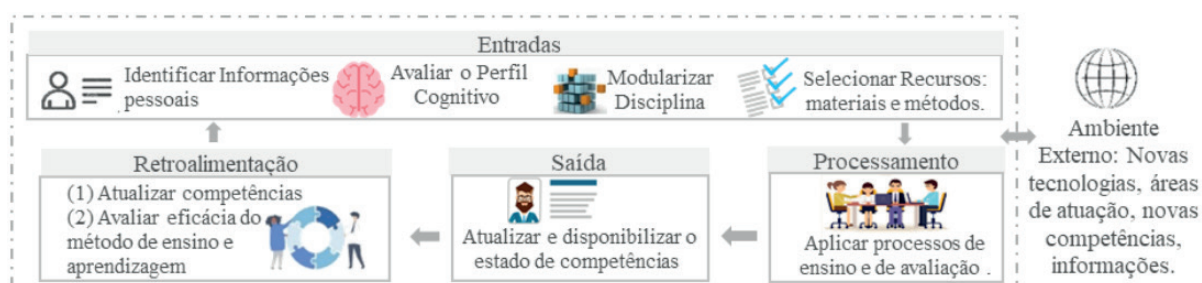 Entradas
Identificar Informações
pessoais
Avaliar o Perfil
Cognitivo
Modularizar
Disciplina
Selecionar Recursos:
materiais e métodos.
Retroalimentação
(1) Atualizar competências
(2) Avaliar eficácia do
método de ensino e
aprendizagem
Saída
Atualizar e disponibilizar o
estado de competências
Processamento
Aplicar processos de
ensino e de avaliação .
Ambiente
Externo: Novas
tecnologias, áreas
de atuação, novas
competências,
informações.